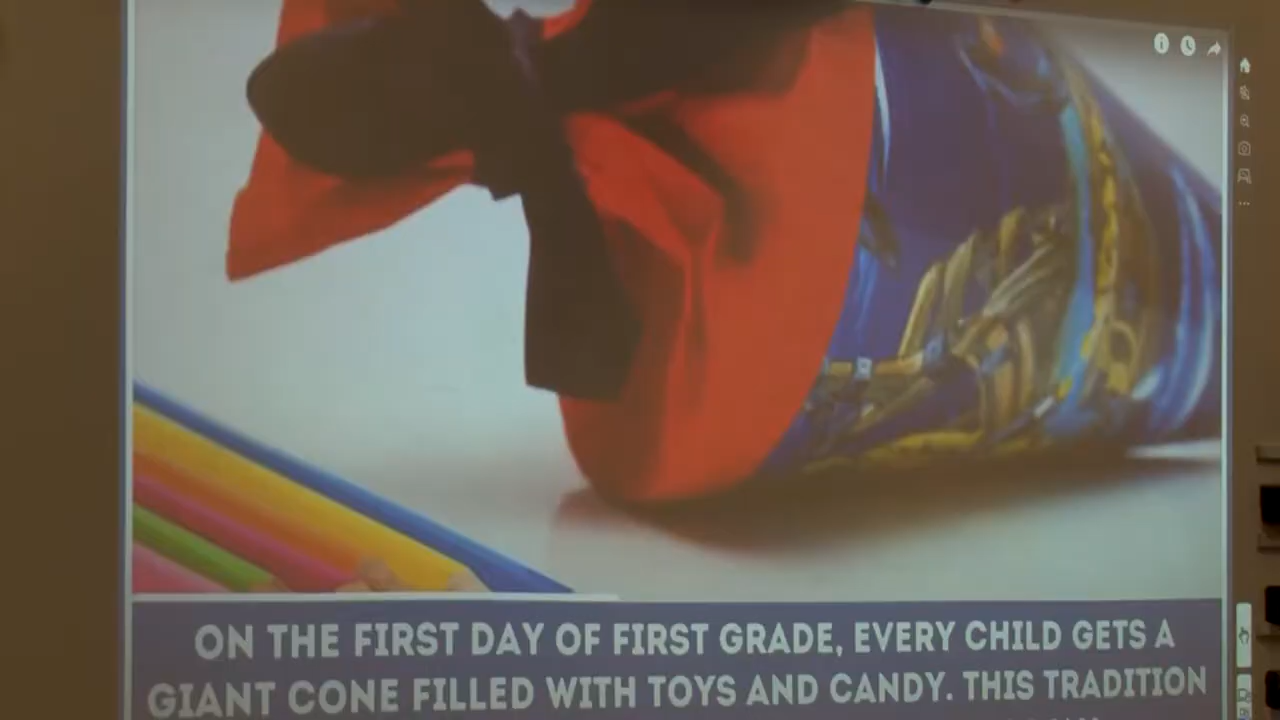 ON THE FIRST DAY OF FIRST GRADE, EVERY CHILD GETS A
GIANT CONE FILLED WITH TOYS AND CANDY. THIS TRADITION